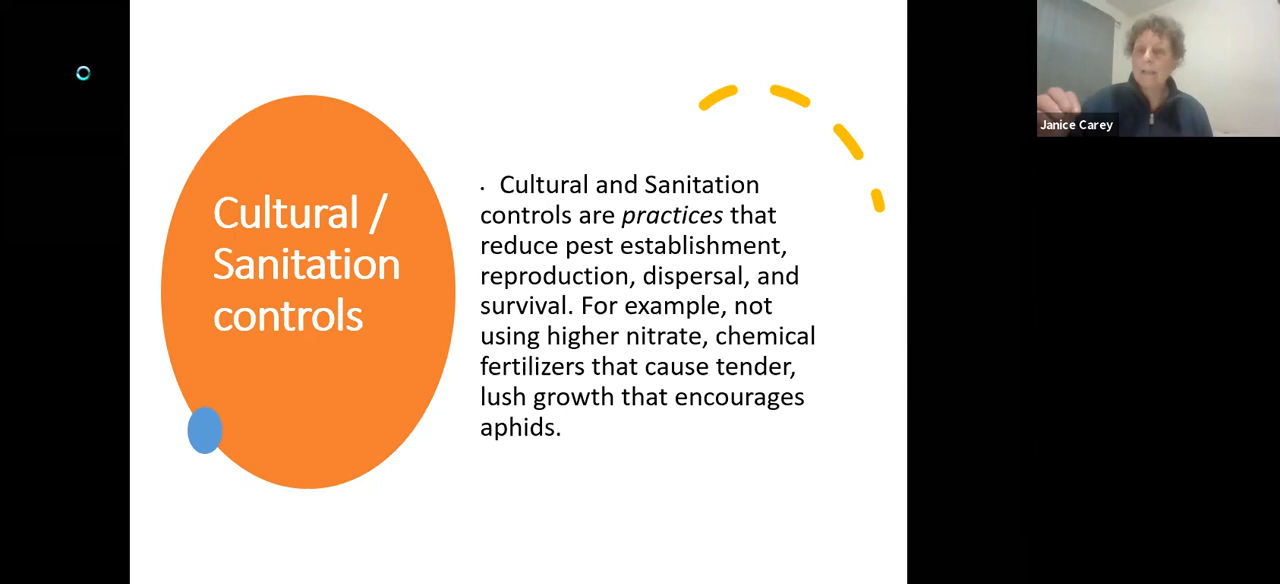 Cultural /
Sanitation
controls
· Cultural and Sanitation
controls are practices that
reduce pest establishment,
reproduction, dispersal, and
survival. For example, not
using higher nitrate, chemical
fertilizers that cause tender,
lush growth that encourages
aphids.
Janice Carey